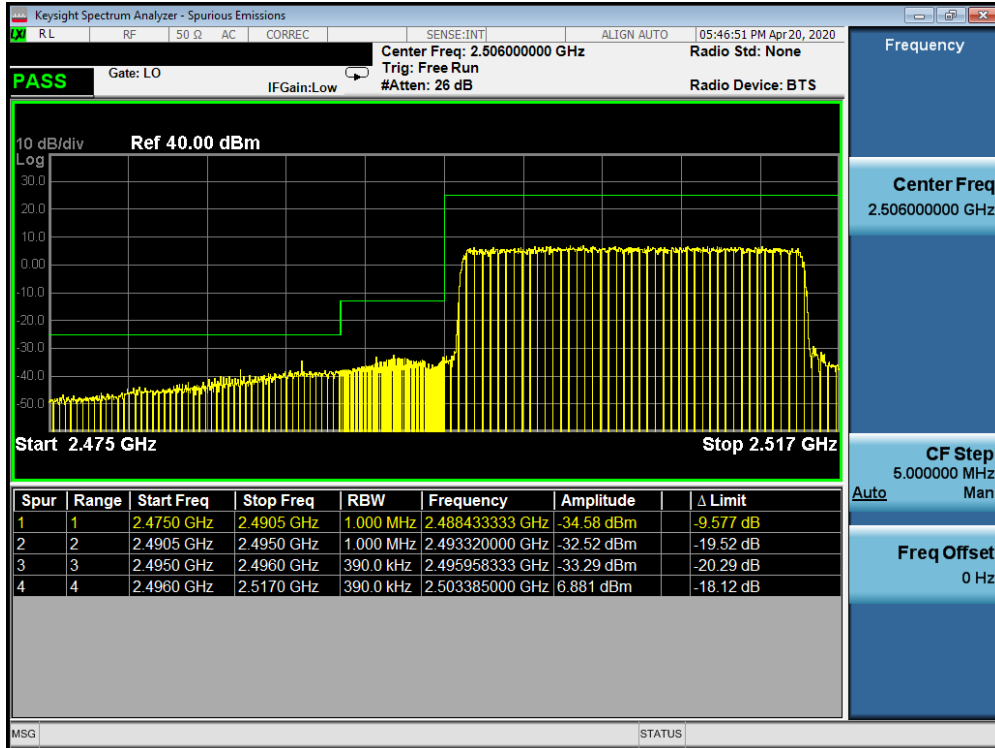 Keysight Spectrum Analyzer - Spurious Emissions
LXI RL RF 50 Ω AC CORREC SENSE:INT ALIGN AUTO 05:46:51 PM Apr 20, 2020
Center Freq: 2.506000000 GHz Radio Std: None
Trig: Free Run
PASS Gate: LO
IFGain:Low #Atten: 26 dB Radio Device: BTS
10 dB/div Ref 40.00 dBm
Log
30.0
20.0
10.0
0.00
-10.0
-20.0
-30.0
-40.0
-50.0
Start 2.475 GHz Stop 2.517 GHz
Spur Range Start Freq Stop Freq RBW Frequency Amplitude Δ Limit
1 1 2.4750 GHz 2.4905 GHz 1.000 MHz 2.488433333 GHz -34.58 dBm -9.577 dB
2 2 2.4905 GHz 2.4950 GHz 1.000 MHz 2.493320000 GHz -32.52 dBm -19.52 dB
3 3 2.4950 GHz 2.4960 GHz 390.0 kHz 2.495958333 GHz -33.29 dBm -20.29 dB
4 4 2.4960 GHz 2.5170 GHz 390.0 kHz 2.503385000 GHz 6.881 dBm -18.12 dB
MSG STATUS
Frequency
Center Freq
2.506000000 GHz
CF Step
5.000000 MHz
Auto Man
Freq Offset
0 Hz